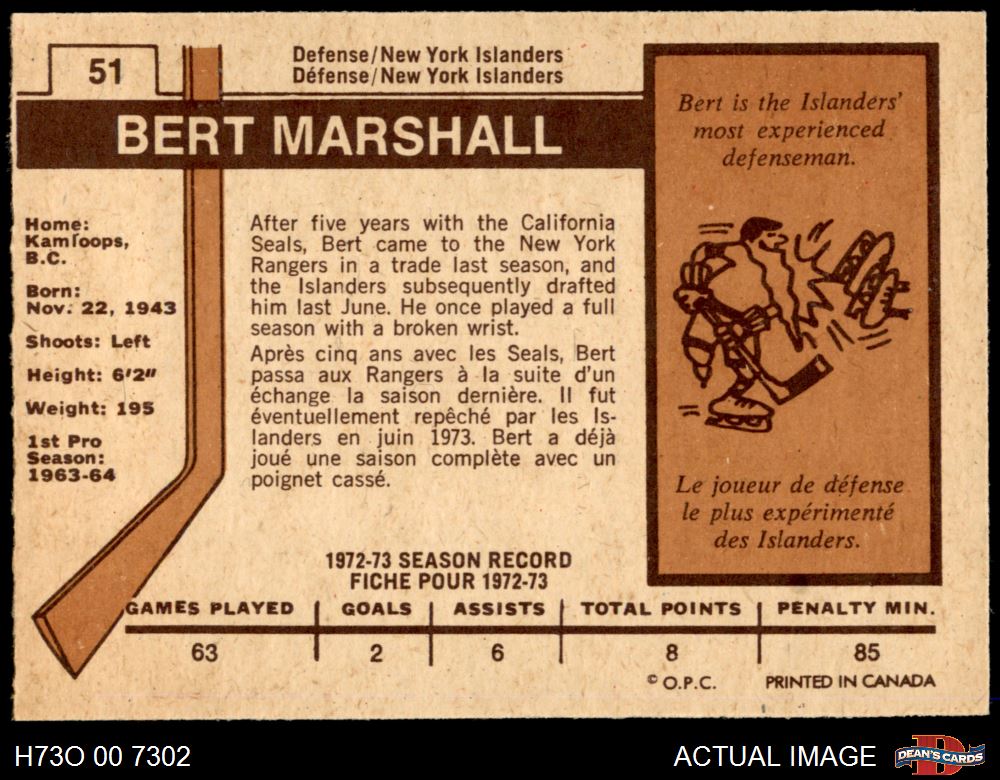 51
Defense/New York Islanders
Défense/New York Islanders
BERT MARSHALL
Home:
Kamloops,
B.C.
Born:
Nov. 22, 1943
Shoots: Left
Height: 6'2"
Weight: 195
1st Pro
Season:
1963-64
After five years with the California
Seals, Bert came to the New York
Rangers in a trade last season, and
the Islanders subsequently drafted
him last June. He once played a full
season with a broken wrist.
Après cinq ans avec les Seals, Bert
passa aux Rangers à la suite d'un
échange la saison dernière. Il fut
éventuellement repêché par les Is-
landers en juin 1973. Bert a déjà
joué une saison complète avec un
poignet cassé.
Bert is the Islanders'
most experienced
defenseman.
Le joueur de défense
le plus expérimenté
des Islanders.
1972-73 SEASON RECORD
FICHE POUR 1972-73
GAMES PLAYED GOALS ASSISTS TOTAL POINTS PENALTY MIN.
63 2 6 8 85
© O.P.C. PRINTED IN CANADA
H73O 00 7302 ACTUAL IMAGE DEAN'S CARDS